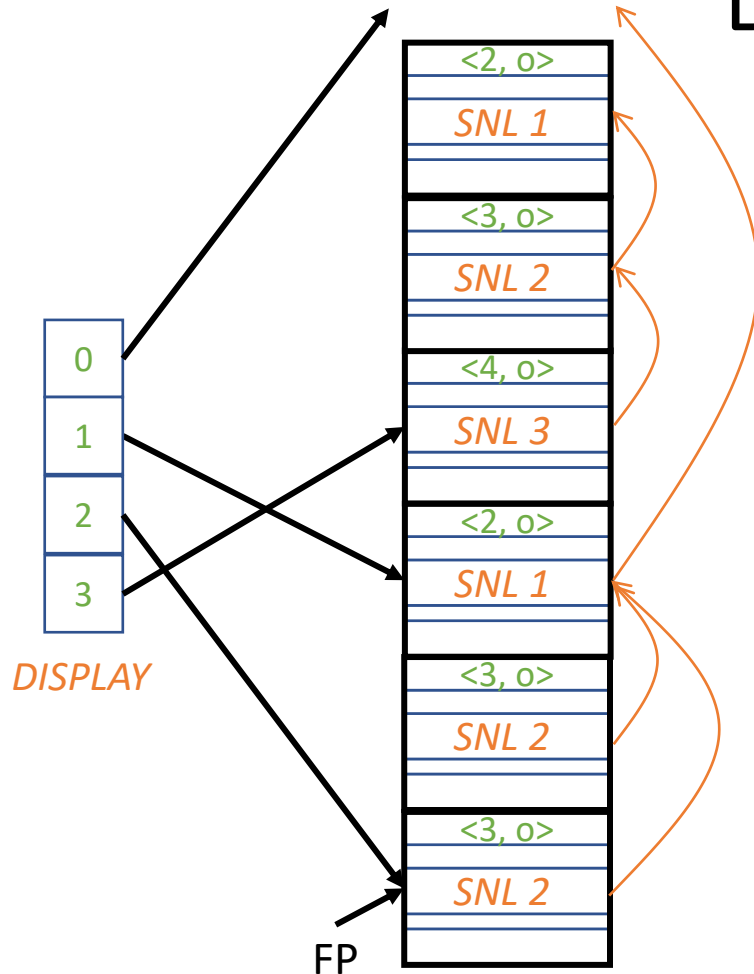 <2, o>
SNL 1
<3, o>
SNL 2
<4, o>
SNL 3
<2, o>
SNL 1
<3, o>
SNL 2
<3, o>
SNL 2
0
1
2
3
DISPLAY
FP